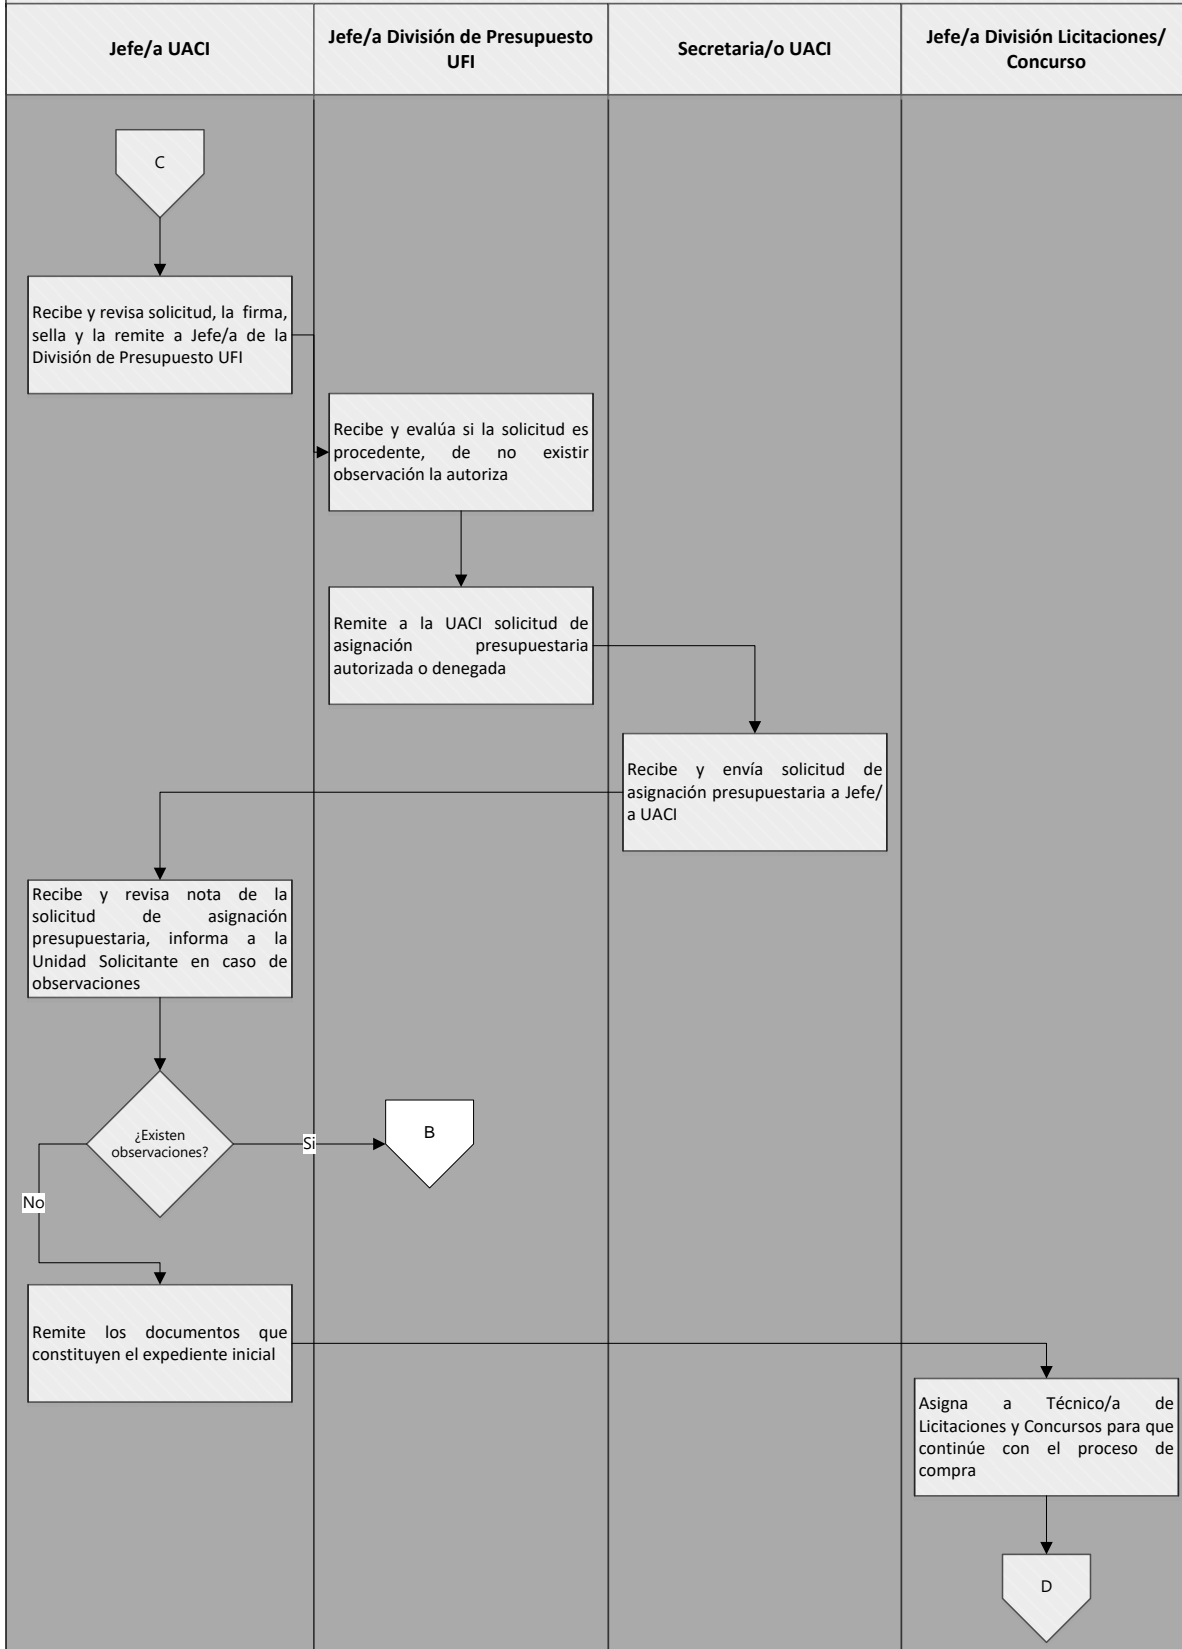 Jefe/a UACI
Jefe/a División de Presupuesto
UFI
Secretaria/o UACI
Jefe/a División Licitaciones/
Concurso
C
Recibe y revisa solicitud, la firma,
sella y la remite a Jefe/a de la
División de Presupuesto UFI
Recibe y evalúa si la solicitud es
procedente, de no existir
observación la autoriza
Remite a la UACI solicitud de
asignación presupuestaria
autorizada o denegada
Recibe y envía solicitud de
asignación presupuestaria a Jefe/
a UACI
Recibe y revisa nota de la
solicitud de asignación
presupuestaria, informa a la
Unidad Solicitante en caso de
observaciones
¿Existen
observaciones?
Si
B
No
Remite los documentos que
constituyen el expediente inicial
Asigna a Técnico/a de
Licitaciones y Concursos para que
continúe con el proceso de
compra
D